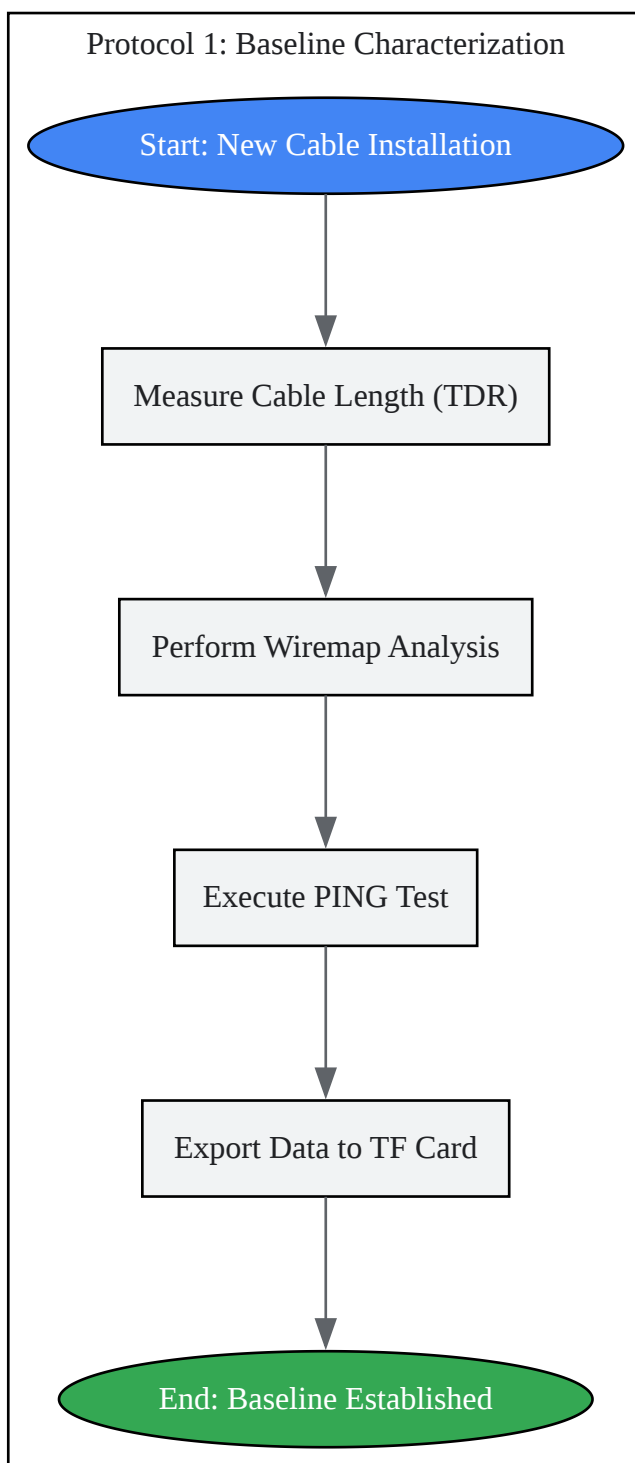 Protocol 1: Baseline Characterization
Start: New Cable Installation
Measure Cable Length (TDR)
Perform Wiremap Analysis
Execute PING Test
Export Data to TF Card
End: Baseline Established